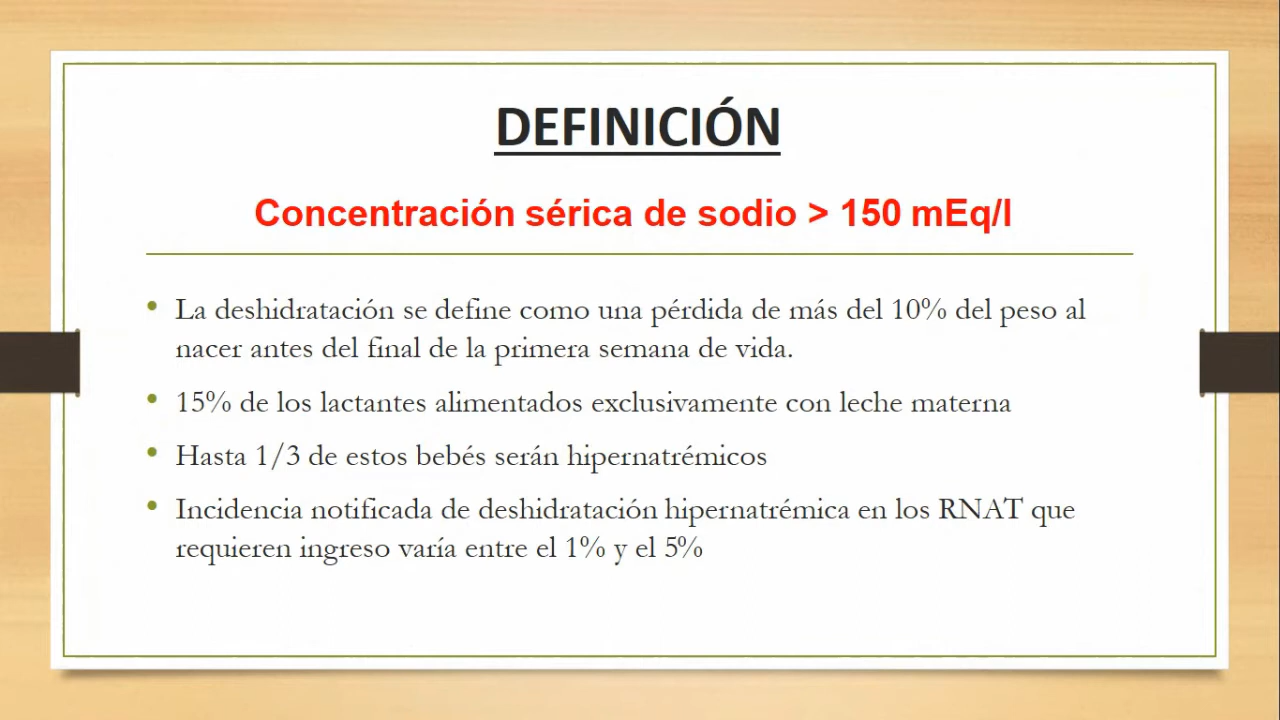 DEFINICIÓN
Concentración sérica de sodio > 150 mEq/l
• La deshidratación se define como una pérdida de más del 10% del peso al
nacer antes del final de la primera semana de vida.
• 15% de los lactantes alimentados exclusivamente con leche materna
• Hasta 1/3 de estos bebés serán hipernatrémicos
• Incidencia notificada de deshidratación hipernatrémica en los RNAT que
requieren ingreso varía entre el 1% y el 5%